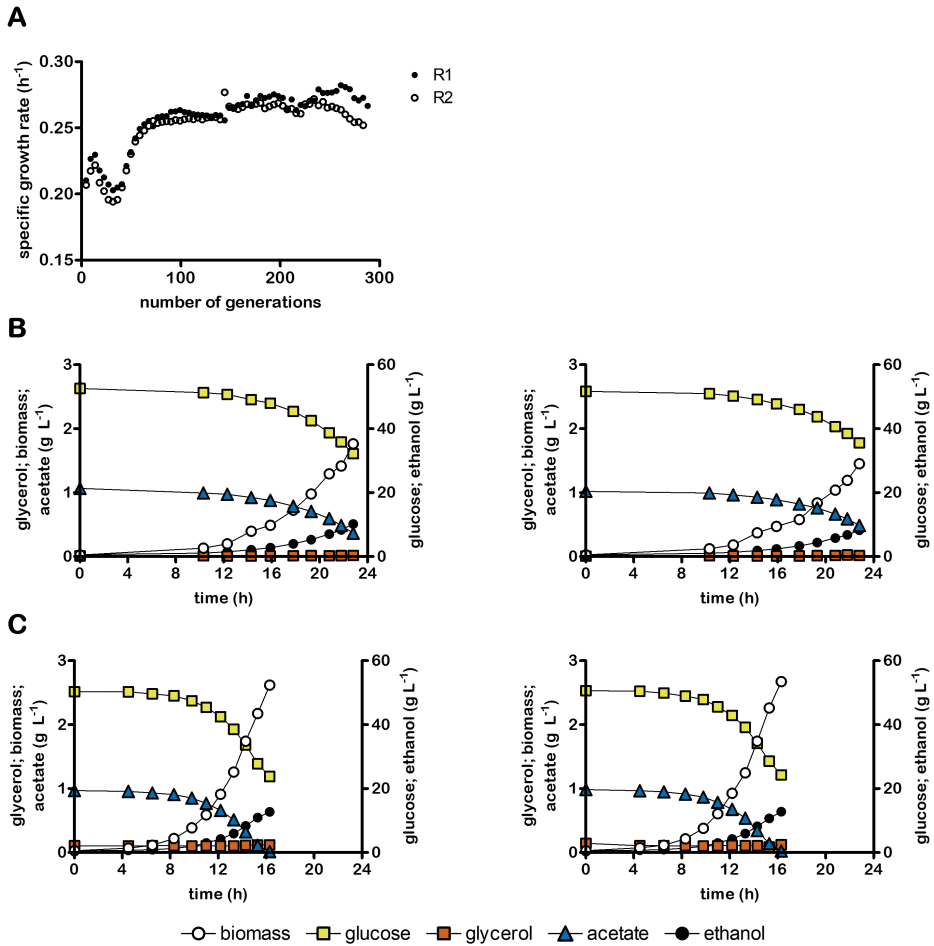 A
specific growth rate (h⁻¹)
0.30
0.25
0.20
0.15
0 100 200 300
number of generations
R1
R2
B
glycerol; biomass;
acetate (g L⁻¹)
3
2
1
0
0 4 8 12 16 20 24
time (h)
60
40
20
0
glucose; ethanol (g L⁻¹)
glycerol; biomass;
acetate (g L⁻¹)
3
2
1
0
0 4 8 12 16 20 24
time (h)
60
40
20
0
glucose; ethanol (g L⁻¹)
C
glycerol; biomass;
acetate (g L⁻¹)
3
2
1
0
0 4 8 12 16 20 24
time (h)
60
40
20
0
glucose; ethanol (g L⁻¹)
glycerol; biomass;
acetate (g L⁻¹)
3
2
1
0
0 4 8 12 16 20 24
time (h)
60
40
20
0
glucose; ethanol (g L⁻¹)
biomass glucose glycerol acetate ethanol